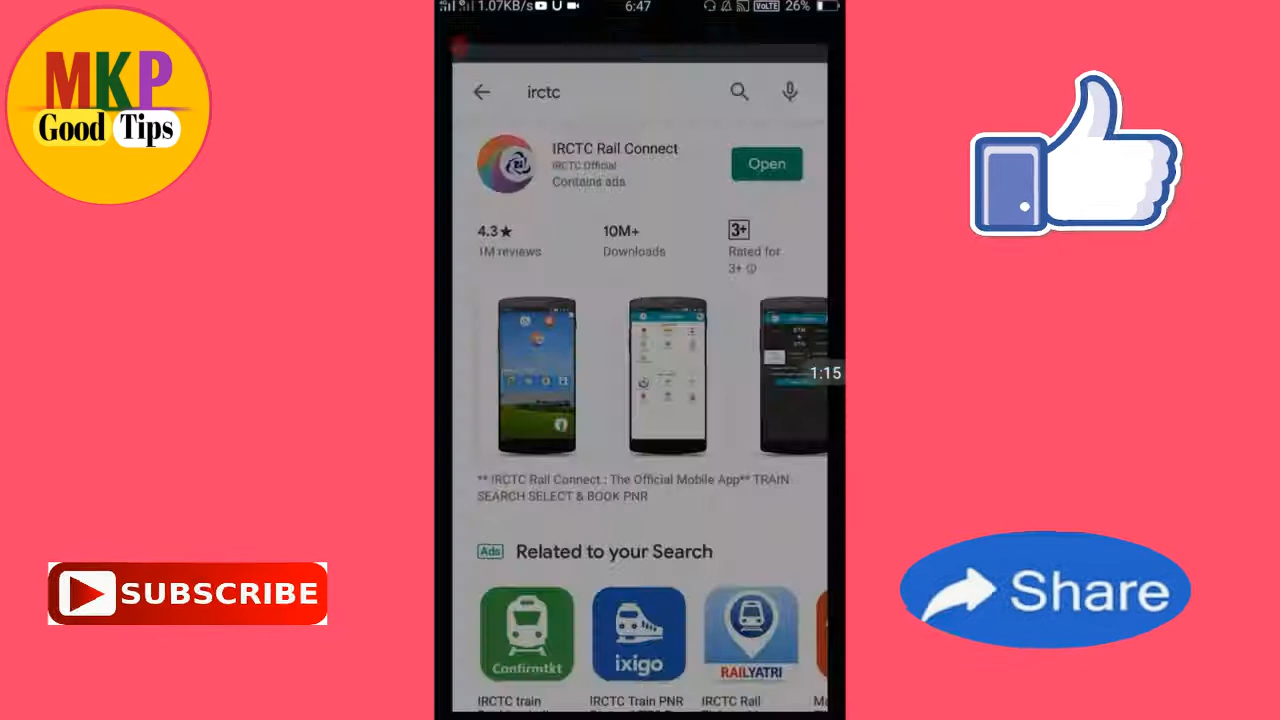 MKP
Good Tips
1.07KB/s
6:47
VoLTE
26%
irctc
IRCTC Rail Connect
IRCTC Official
Contains ads
Open
4.3★
10M+
3+
1M reviews
Downloads
Rated for
3+
1:15
** IRCTC Rail Connect : The Official Mobile App** TRAIN
SEARCH SELECT & BOOK PNR
Ads
Related to your Search
Confirmtkt
ixigo
RAILYATRI
IRCTC train
IRCTC Train PNR
IRCTC Rail
SUBSCRIBE
Share